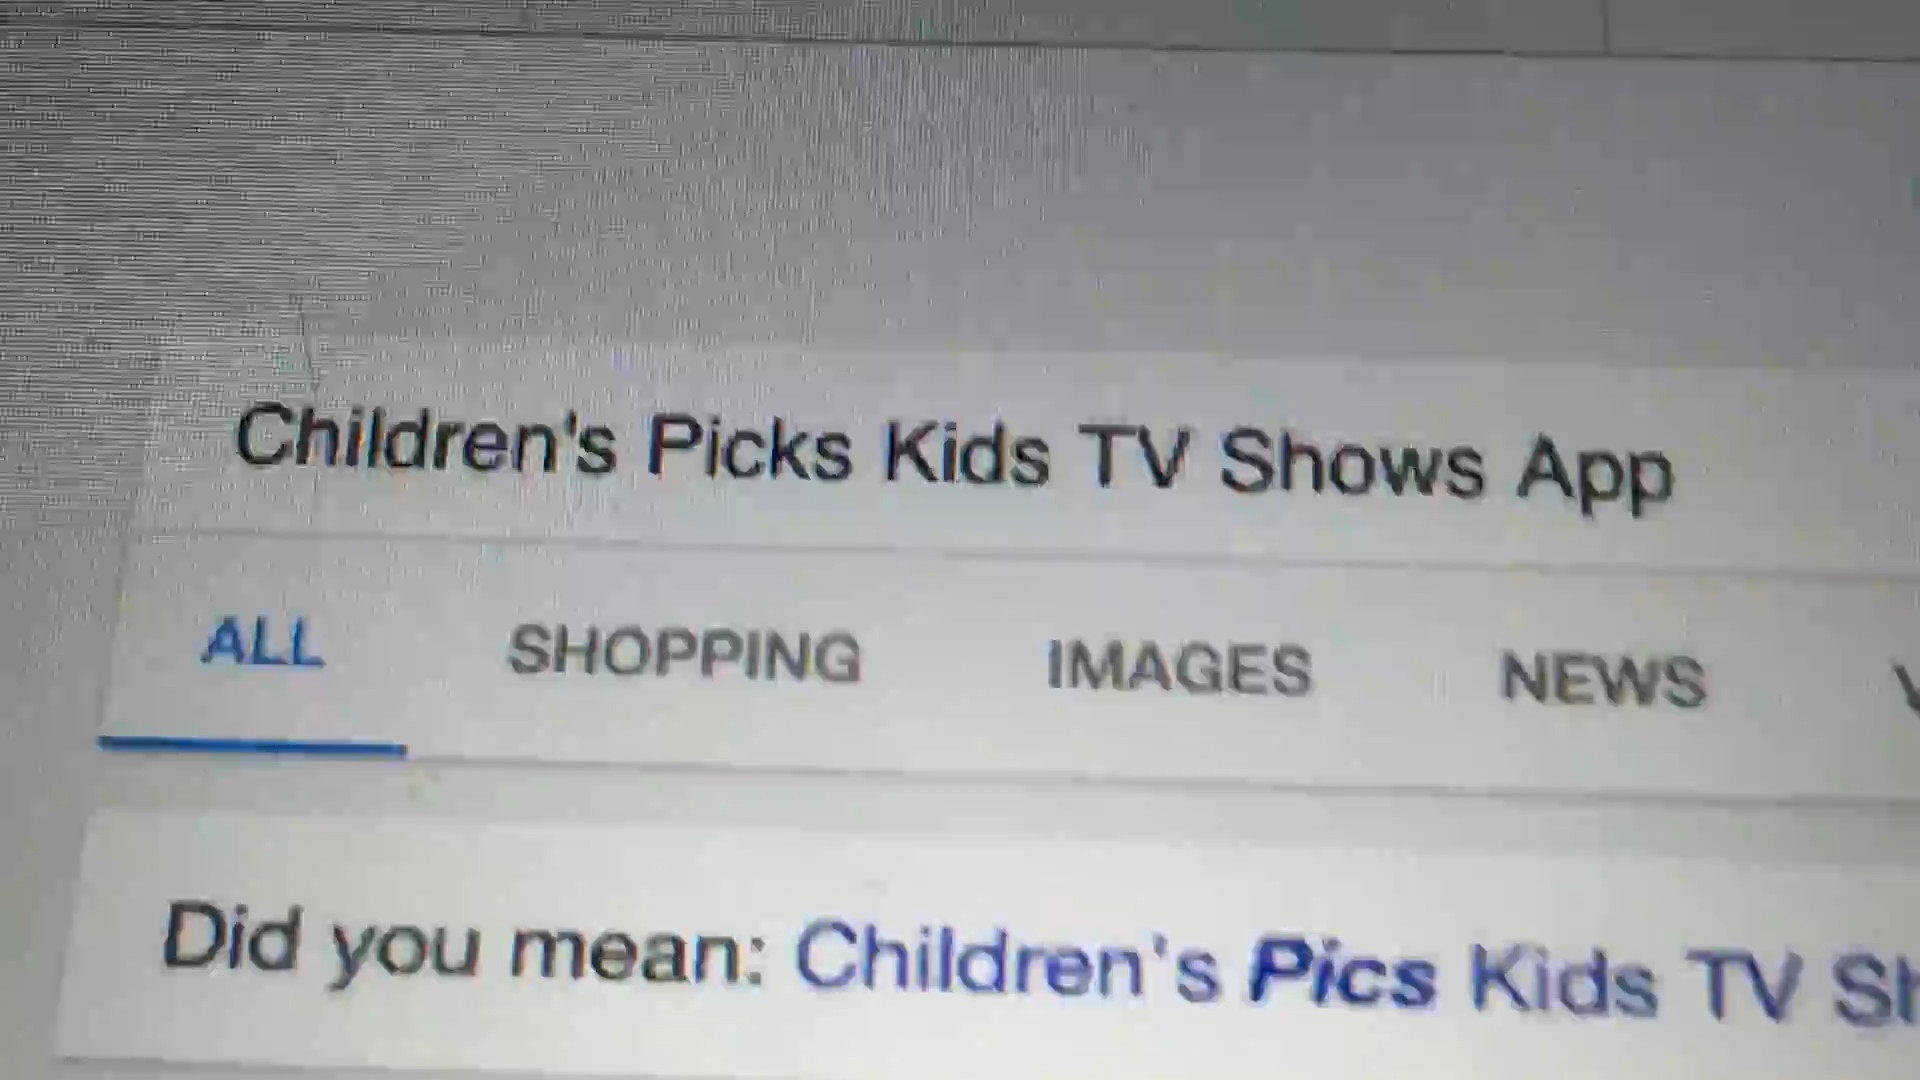 Children's Picks Kids TV Shows App
ALL SHOPPING IMAGES NEWS
Did you mean: Children's Pics Kids TV